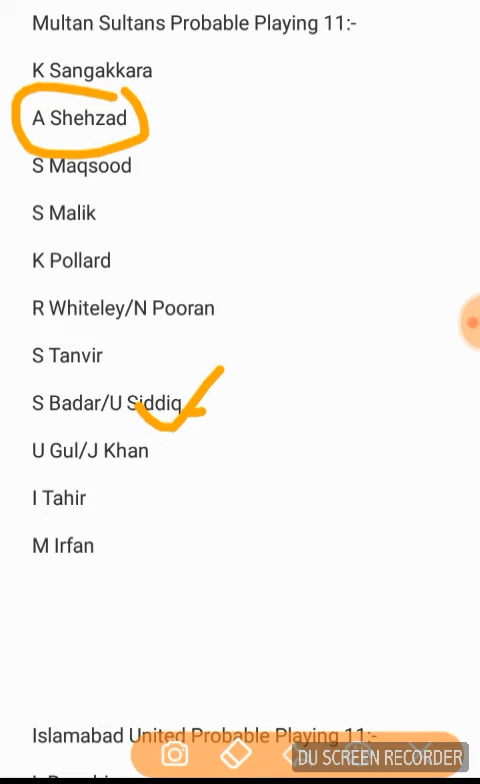 Multan Sultans Probable Playing 11:-
K Sangakkara
A Shehzad
S Maqsood
S Malik
K Pollard
R Whiteley/N Pooran
S Tanvir
S Badar/U Siddiq
U Gul/J Khan
I Tahir
M Irfan
Islamabad United Probable Playing 11:-
DU SCREEN RECORDER